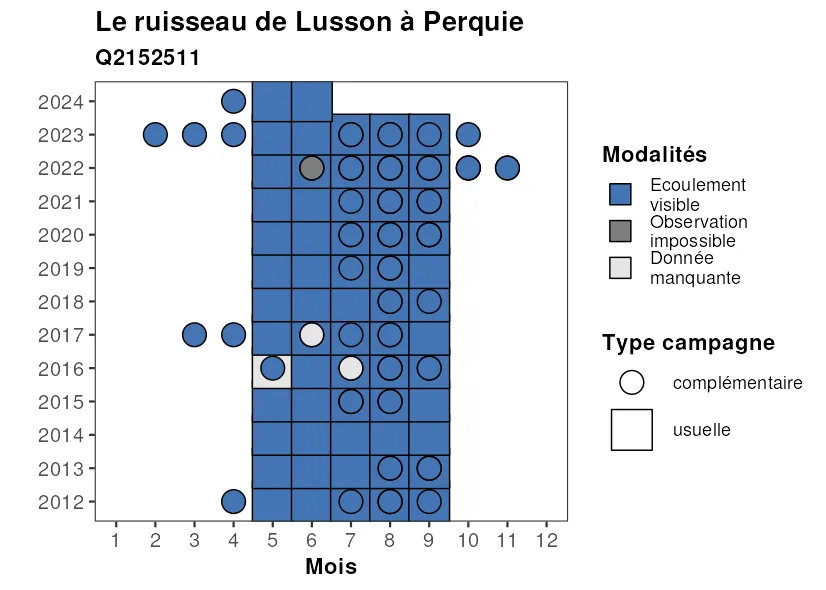 Le ruisseau de Lusson à Perquie
Q2152511
2024
2023
2022
2021
2020
2019
2018
2017
2016
2015
2014
2013
2012
1 2 3 4 5 6 7 8 9 10 11 12
Mois
Modalités
Ecoulement
visible
Observation
impossible
Donnée
manquante
Type campagne
complémentaire
usuelle